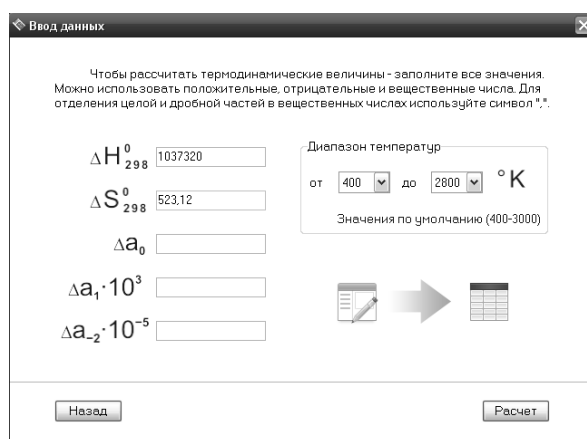 Ввод данных
Чтобы рассчитать термодинамические величины - заполните все значения.
Можно использовать положительные, отрицательные и вещественные числа. Для
отделения целой и дробной частей в вещественных числах используйте символ ",".
ΔH⁰₂₉₈ 1037320
ΔS⁰₂₉₈ 523,12
Δa₀
Δa₁·10³
Δa₋₂·10⁻⁵
Диапазон температур
от 400 до 2800 °K
Значения по умолчанию (400-3000)
Назад
Расчет